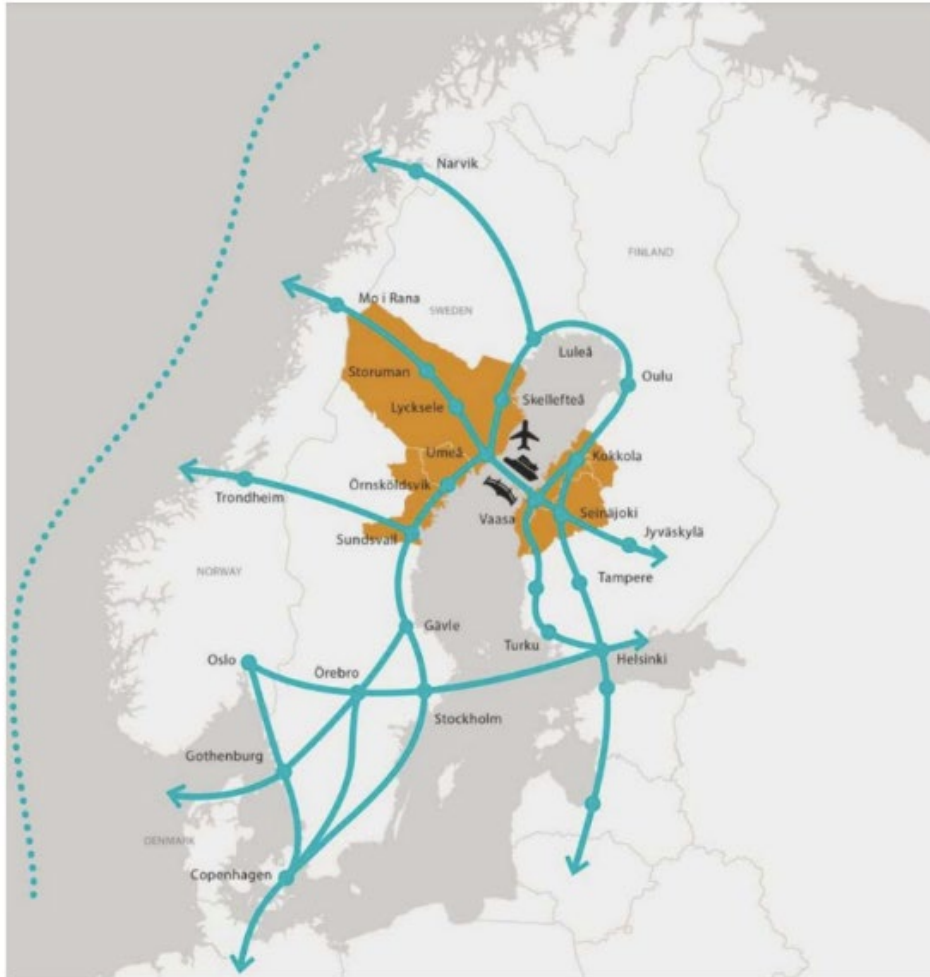 Narvik
FINLAND
Mo i Rana
SWEDEN
Luleå
Storuman
Oulu
Lycksele
Skellefteå
Umeå
Kokkola
Örnsköldsvik
Trondheim
Vaasa
Seinäjoki
Sundsvall
Jyväskylä
NORWAY
Tampere
Gävle
Turku
Oslo
Örebro
Helsinki
Stockholm
Gothenburg
DENMARK
Copenhagen